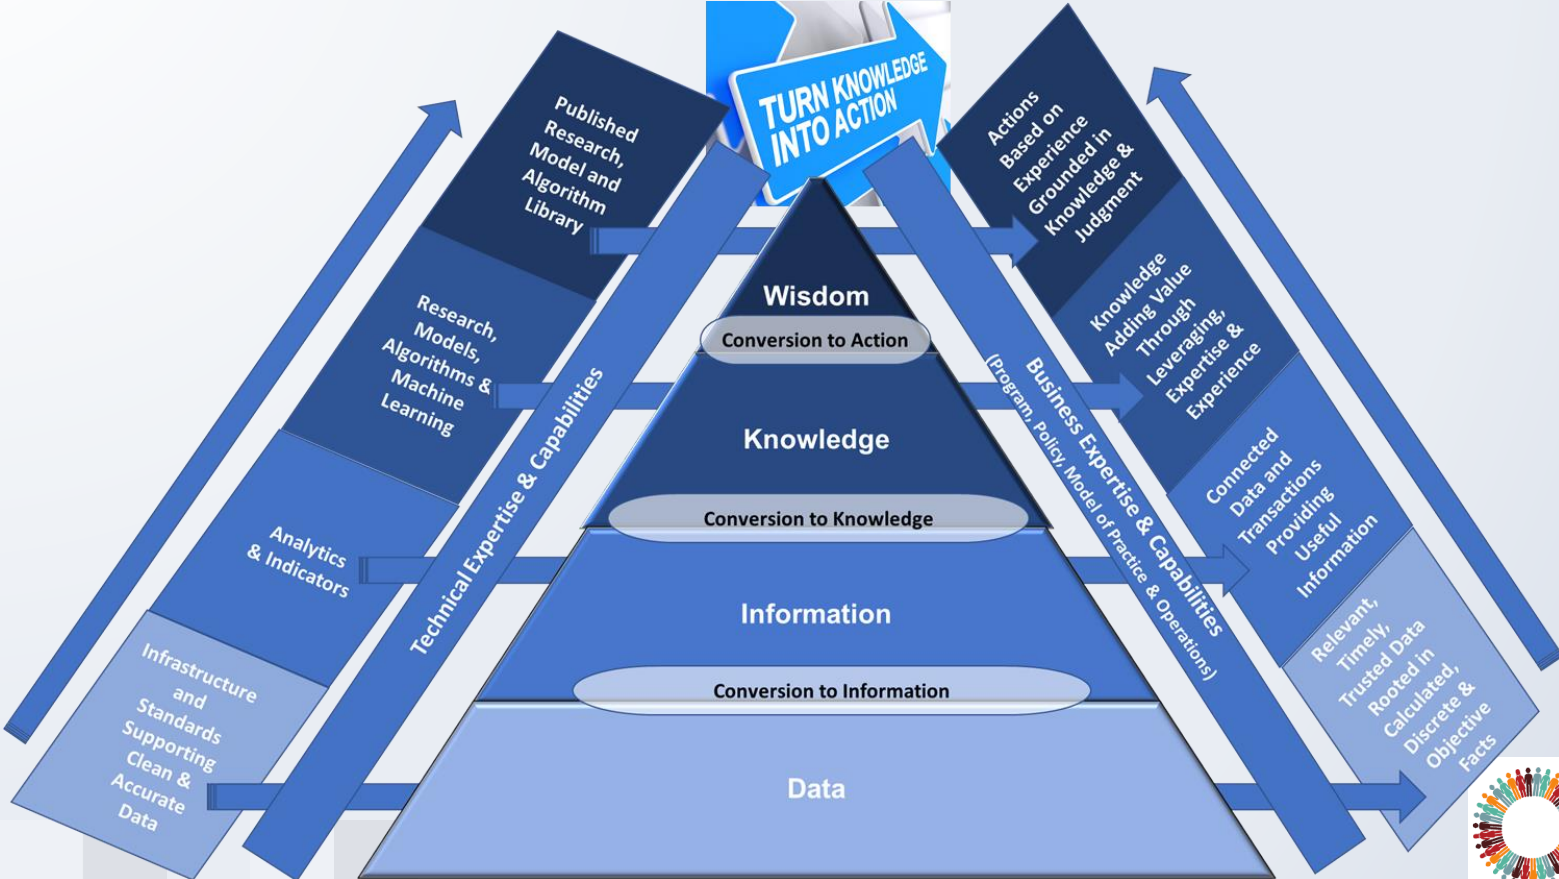 TURN KNOWLEDGE
INTO ACTION
Published
Research,
Model and
Algorithm
Library
Research,
Models,
Algorithms &
Machine
Learning
Analytics
& Indicators
Infrastructure
and
Standards
Supporting
Clean &
Accurate
Data
Technical Expertise & Capabilities
Wisdom
Conversion to Action
Knowledge
Conversion to Knowledge
Information
Conversion to Information
Data
Business Expertise & Capabilities
(Program, Policy, Model of Practice & Operations)
Actions
Based on
Experience
Grounded in
Knowledge &
Judgment
Knowledge
Adding Value
Through
Leveraging,
Expertise &
Experience
Connected
Data and
Transactions
Providing
Useful
Information
Relevant,
Timely,
Trusted Data
Rooted in
Calculated,
Discrete &
Objective
Facts